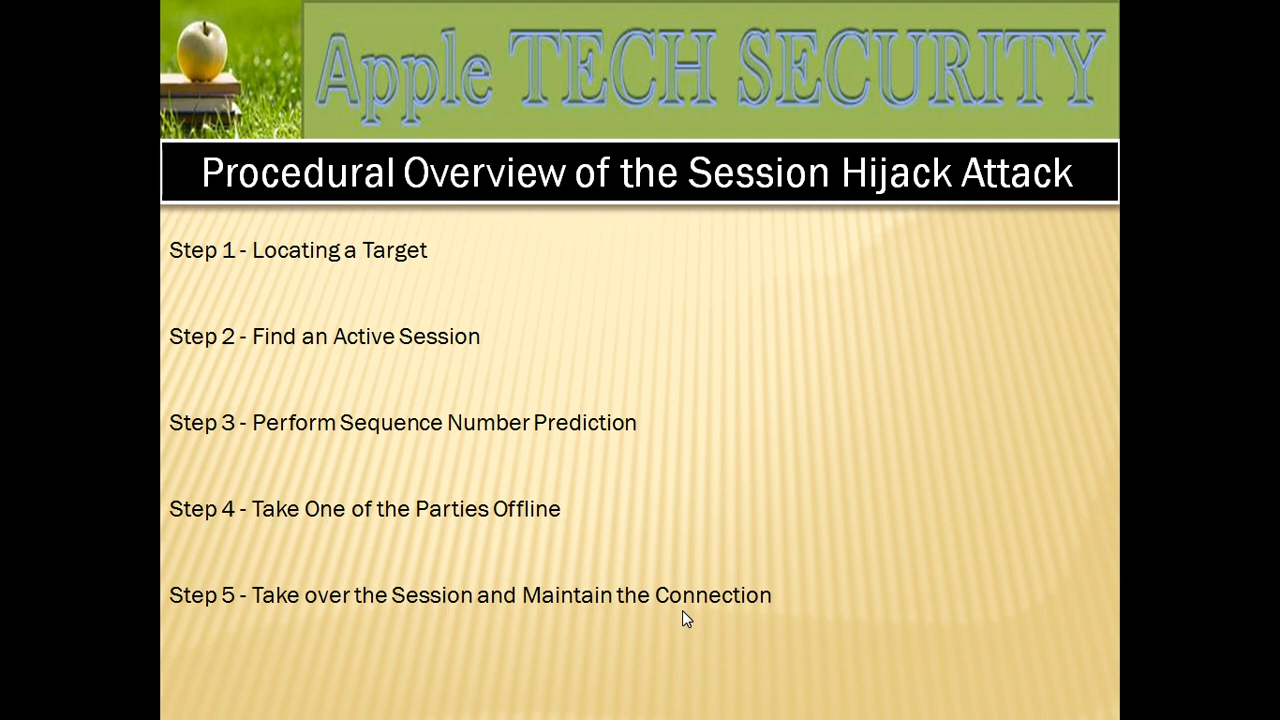 Apple TECH SECURITY
Procedural Overview of the Session Hijack Attack
Step 1 - Locating a Target
Step 2 - Find an Active Session
Step 3 - Perform Sequence Number Prediction
Step 4 - Take One of the Parties Offline
Step 5 - Take over the Session and Maintain the Connection